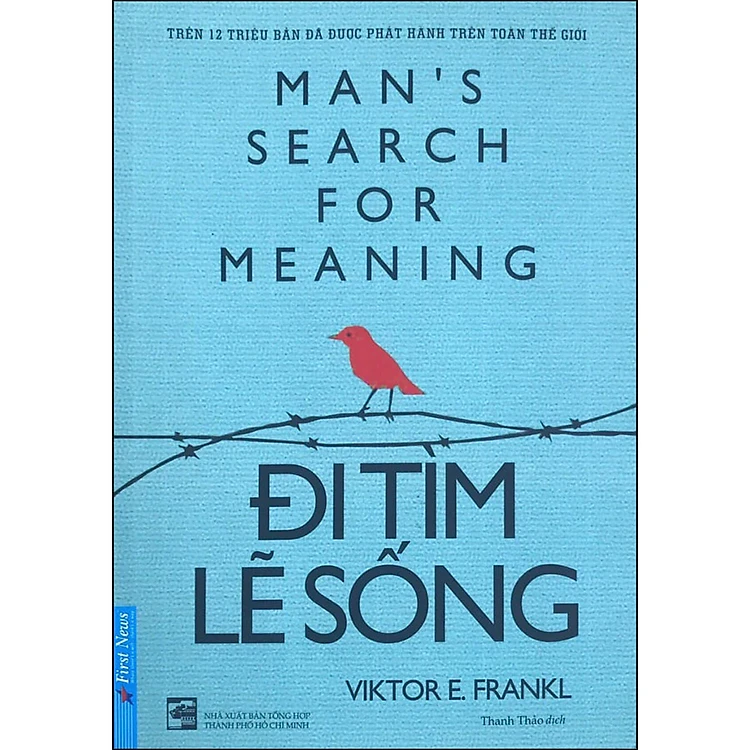 TRÊN 12 TRIỆU BẢN ĐÃ ĐƯỢC PHÁT HÀNH TRÊN TOÀN THẾ GIỚI
MAN'S
SEARCH
FOR
MEANING
ĐI TÌM
LẼ SỐNG
VIKTOR E. FRANKL
Thanh Thảo dịch
First News
NHÀ XUẤT BẢN TỔNG HỢP
THÀNH PHỐ HỒ CHÍ MINH